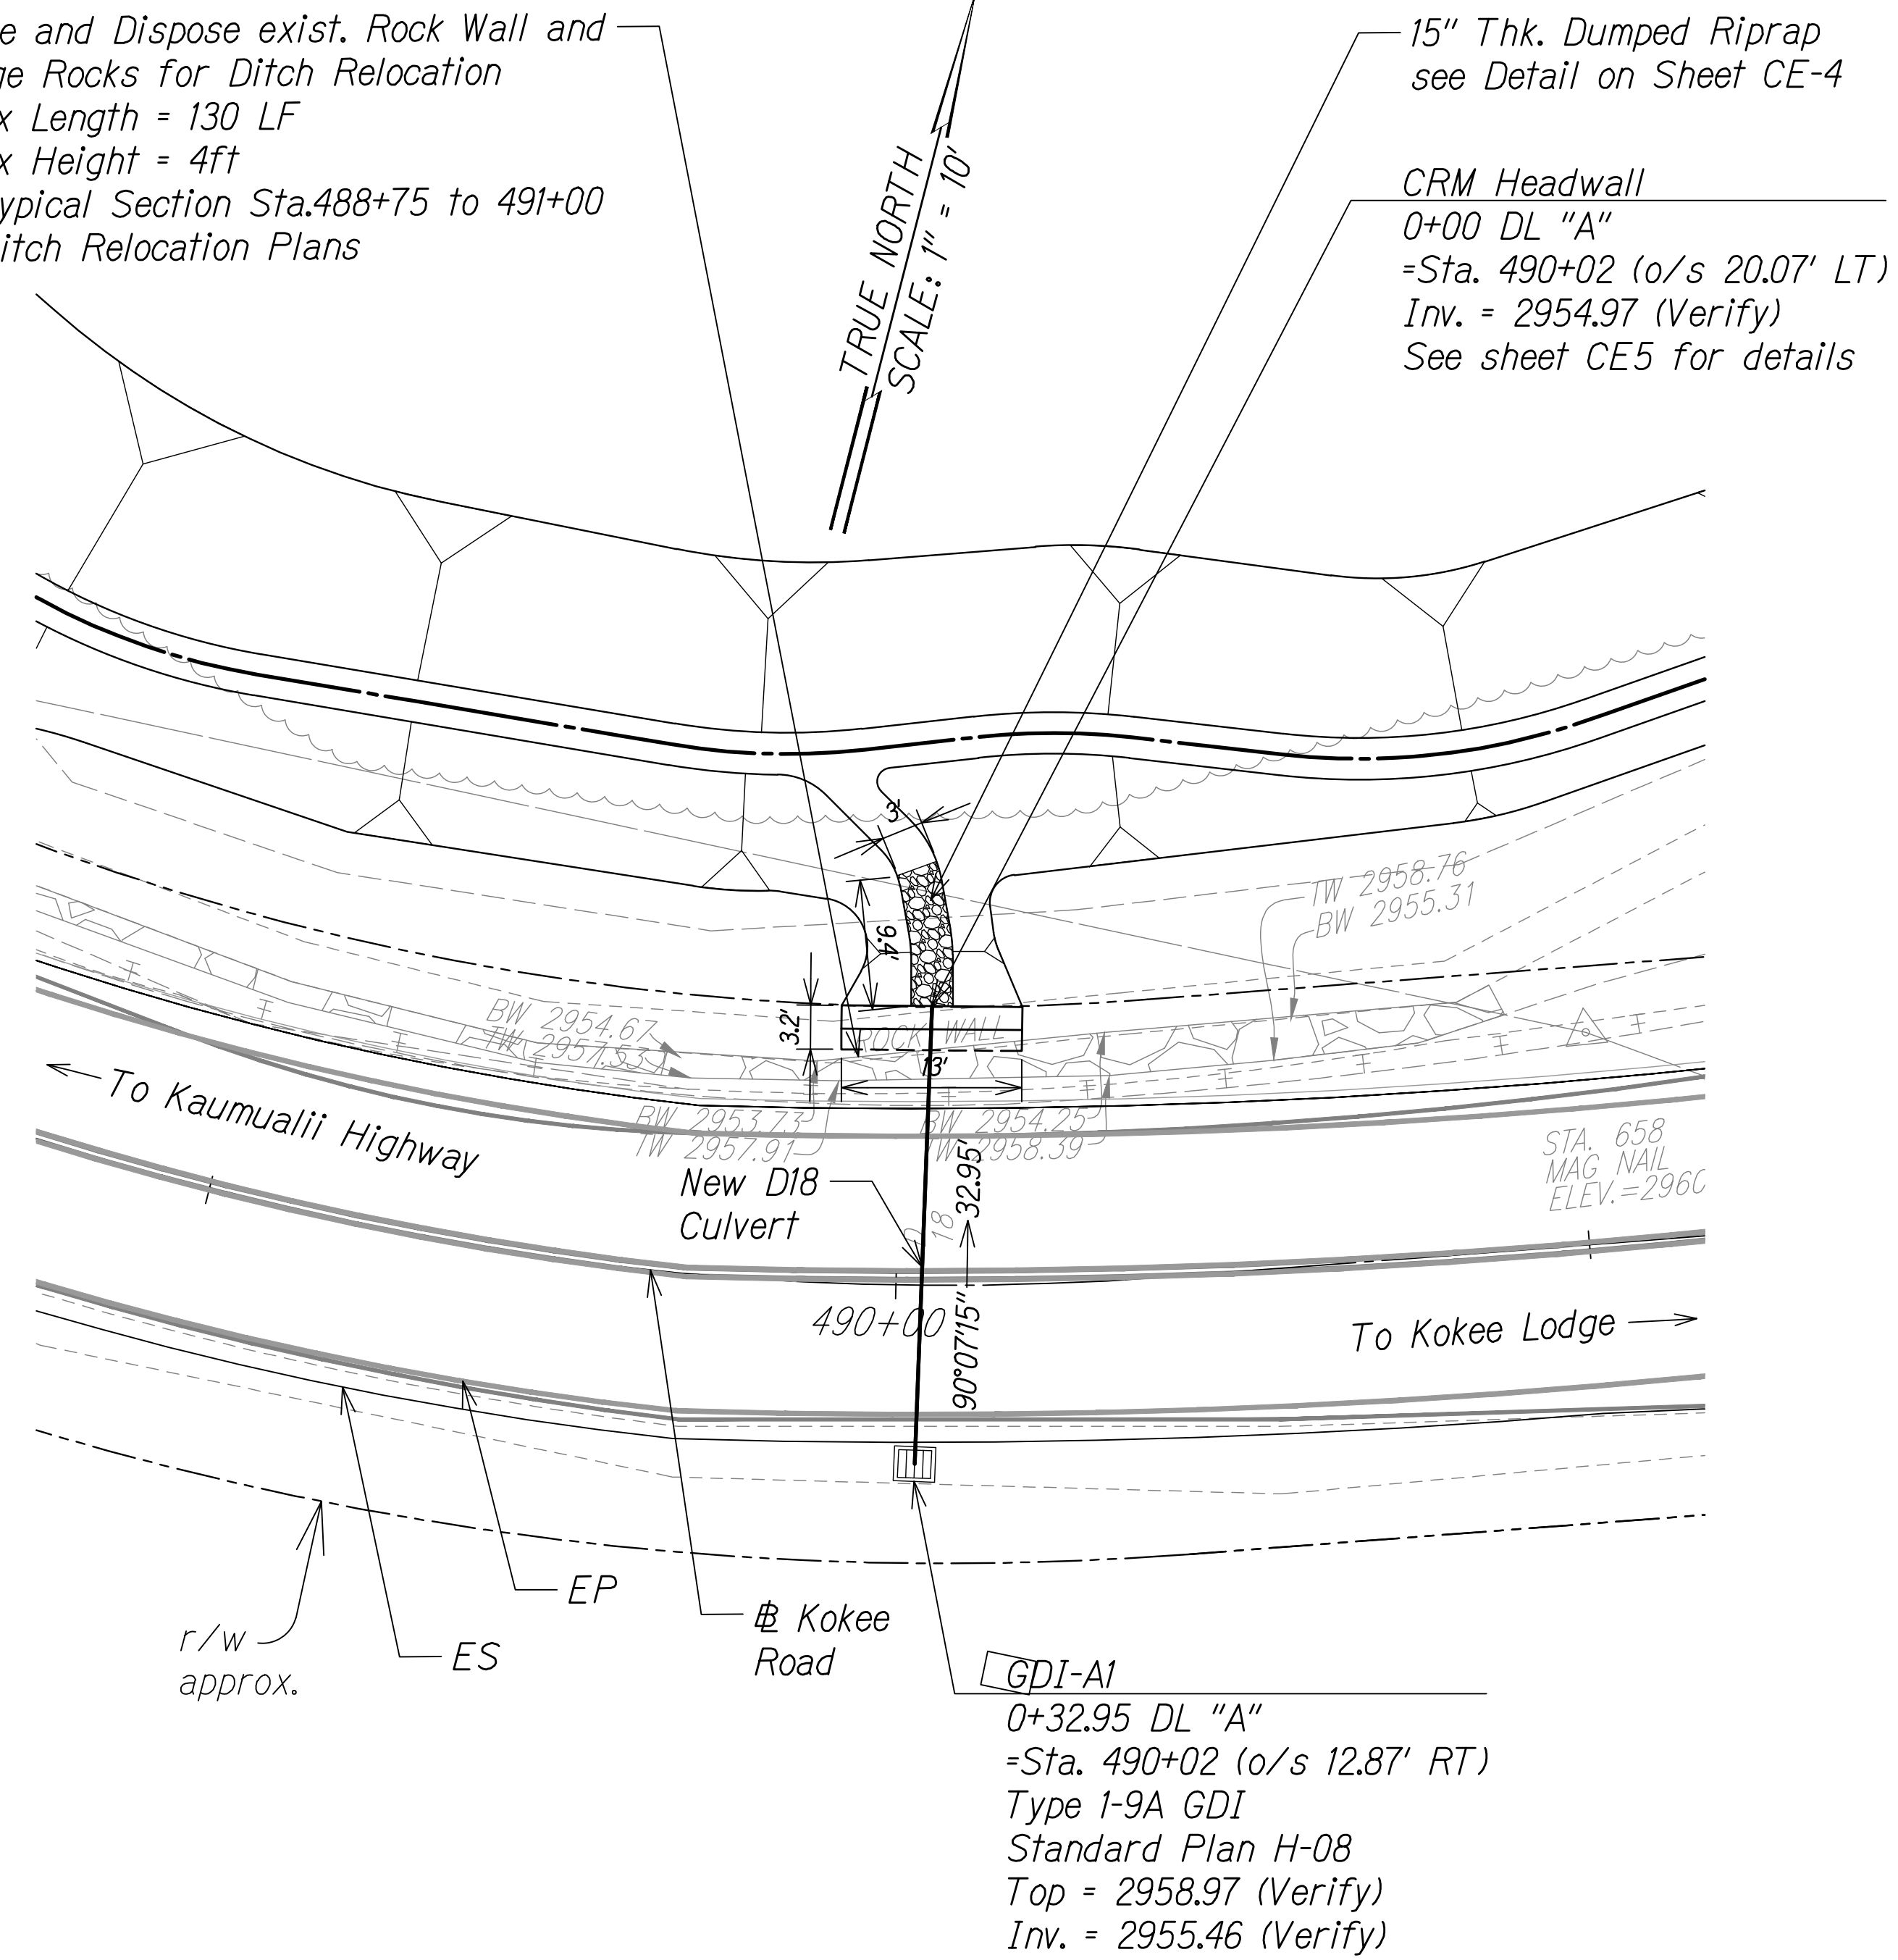 e and Dispose exist. Rock Wall and
ge Rocks for Ditch Relocation
x Length = 130 LF
x Height = 4ft
ypical Section Sta.488+75 to 491+00
itch Relocation Plans
TRUE NORTH
SCALE: 1" = 10'
15" Thk. Dumped Riprap
see Detail on Sheet CE-4
CRM Headwall
0+00 DL "A"
=Sta. 490+02 (o/s 20.07' LT)
Inv. = 2954.97 (Verify)
See sheet CE5 for details
3'
9.4'
3.2'
13'
TW 2958.76
BW 2955.31
BW 2954.67
TW 2957.53
ROCK WALL
BW 2953.73
TW 2957.91
BW 2954.25
TW 2958.39
To Kaumualii Highway
New D18
Culvert
18
90°07'15"
32.95'
STA. 658
MAG NAIL
ELEV.=2960
490+00
To Kokee Lodge
r/w
approx.
ES
EP
Kokee
Road
GDI-A1
0+32.95 DL "A"
=Sta. 490+02 (o/s 12.87' RT)
Type 1-9A GDI
Standard Plan H-08
Top = 2958.97 (Verify)
Inv. = 2955.46 (Verify)